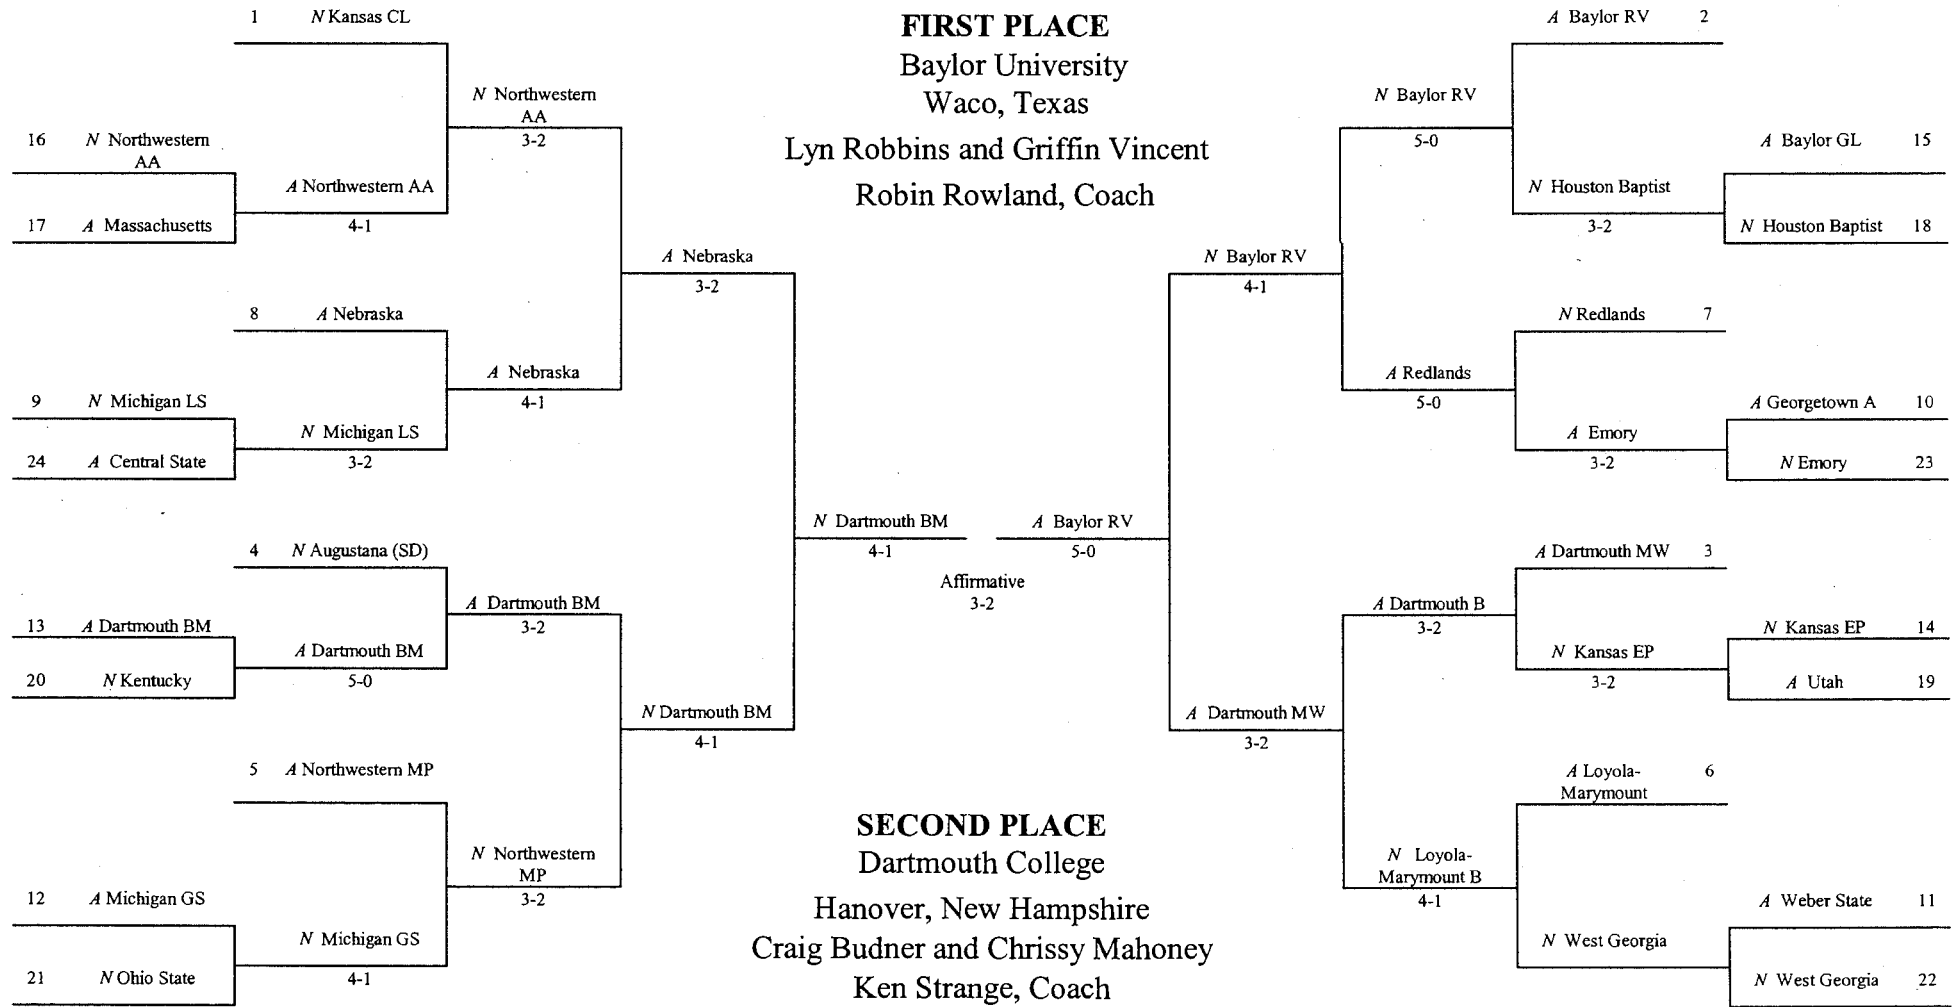 1 N Kansas CL
16 N Northwestern
AA
17 A Massachusetts
A Northwestern AA
4-1
N Northwestern
AA
3-2
8 A Nebraska
9 N Michigan LS
24 A Central State
N Michigan LS
3-2
A Nebraska
4-1
A Nebraska
3-2
4 N Augustana (SD)
13 A Dartmouth BM
20 N Kentucky
A Dartmouth BM
5-0
A Dartmouth BM
3-2
5 A Northwestern MP
12 A Michigan GS
21 N Ohio State
N Michigan GS
4-1
N Northwestern
MP
3-2
N Dartmouth BM
4-1
N Dartmouth BM
4-1
FIRST PLACE
Baylor University
Waco, Texas
Lyn Robbins and Griffin Vincent
Robin Rowland, Coach
Affirmative
3-2
SECOND PLACE
Dartmouth College
Hanover, New Hampshire
Craig Budner and Chrissy Mahoney
Ken Strange, Coach
A Baylor RV
5-0
N Baylor RV
4-1
N Baylor RV
5-0
A Baylor RV 2
A Baylor GL 15
N Houston Baptist
3-2
N Houston Baptist 18
N Redlands 7
A Redlands
5-0
A Georgetown A 10
A Emory
3-2
N Emory 23
A Dartmouth MW 3
A Dartmouth B
3-2
N Kansas EP 14
N Kansas EP
3-2
A Utah 19
A Dartmouth MW
3-2
A Loyola- 6
Marymount
N Loyola-
Marymount B
4-1
A Weber State 11
N West Georgia
N West Georgia 22